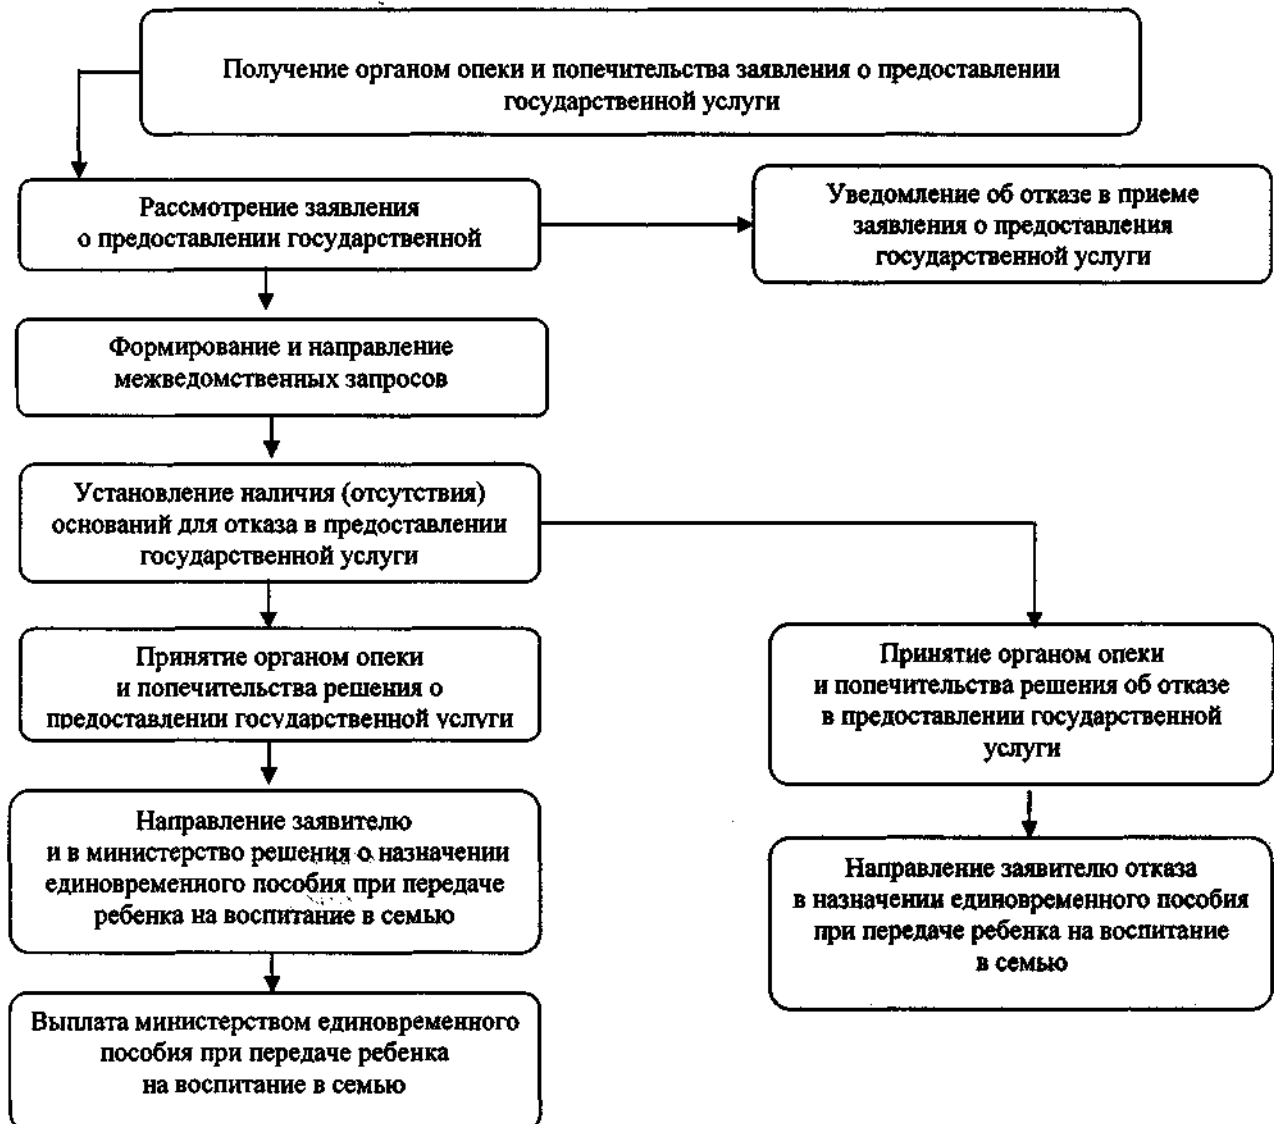 Получение органом опеки и попечительства заявления о предоставлении
государственной услуги
Рассмотрение заявления
о предоставлении государственной
Уведомление об отказе в приеме
заявления о предоставления
государственной услуги
Формирование и направление
межведомственных запросов
Установление наличия (отсутствия)
оснований для отказа в предоставлении
государственной услуги
Принятие органом опеки
и попечительства решения о
предоставлении государственной услуги
Принятие органом опеки
и попечительства решения об отказе
в предоставлении государственной
услуги
Направление заявителю
и в министерство решения о назначении
единовременного пособия при передаче
ребенка на воспитание в семью
Направление заявителю отказа
в назначении единовременного пособия
при передаче ребенка на воспитание
в семью
Выплата министерством единовременного
пособия при передаче ребенка
на воспитание в семью